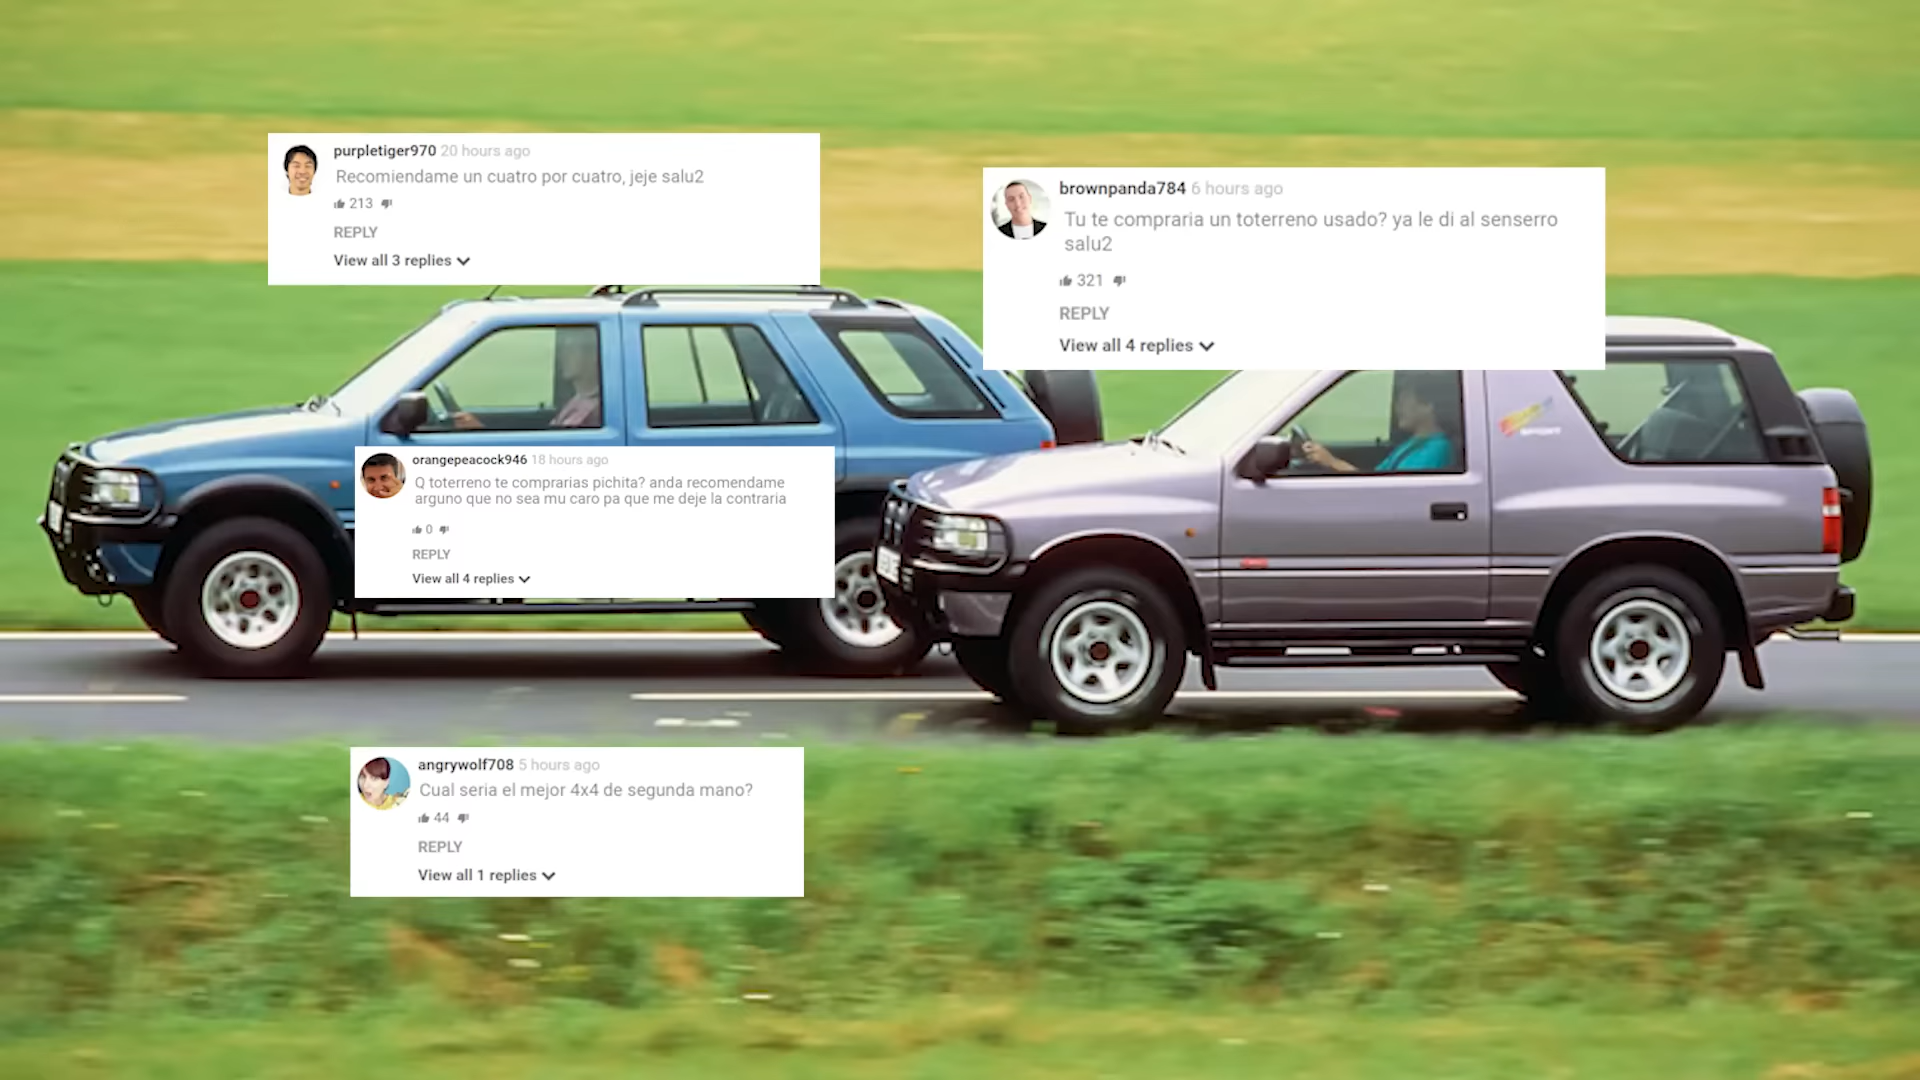 purpletiger970 20 hours ago
Recomiendame un cuatro por cuatro, jeje salu2
213
REPLY
View all 3 replies
brownpanda784 6 hours ago
Tu te compraria un toterreno usado? ya le di al senserro
salu2
321
REPLY
View all 4 replies
SPORT
orangepeacock946 18 hours ago
Q toterreno te comprarias pichita? anda recomendame
arguno que no sea mu caro pa que me deje la contraria
0
REPLY
View all 4 replies
angrywolf708 5 hours ago
Cual seria el mejor 4x4 de segunda mano?
44
REPLY
View all 1 replies